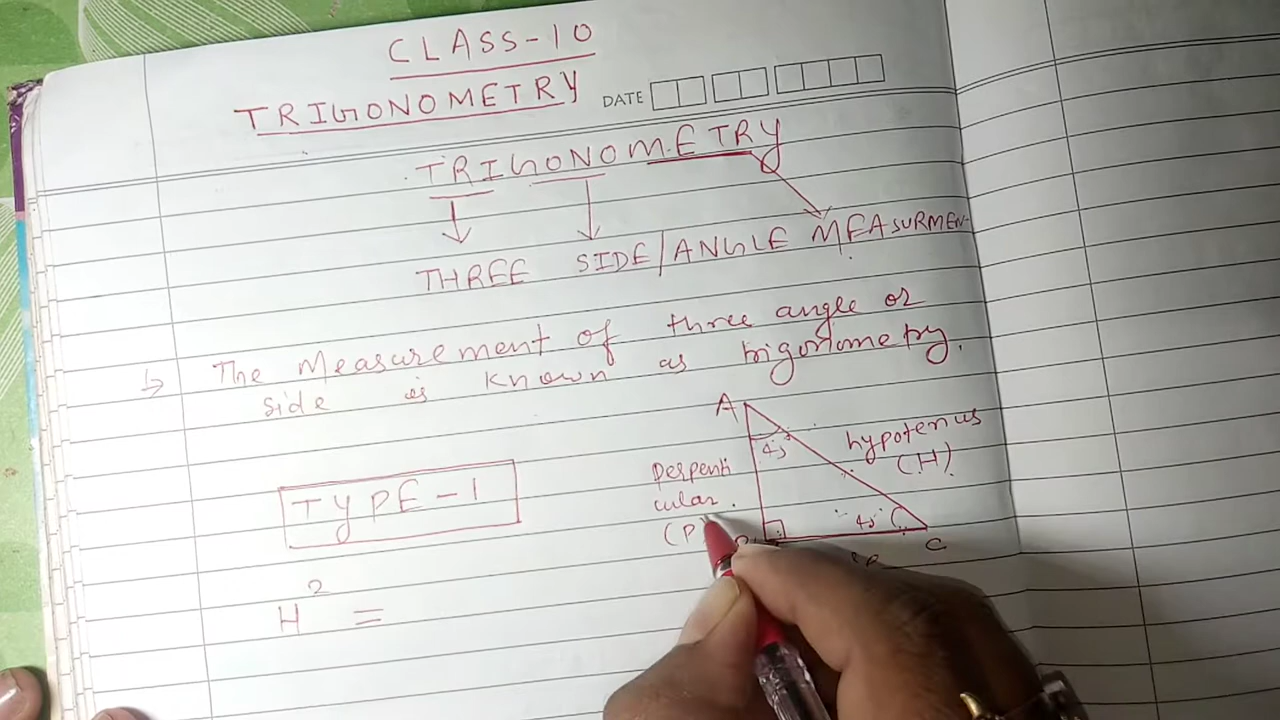 CLASS-10
TRIGONOMETRY
DATE
TRIGONOMETRY
THREE SIDE/ANGLE MEASURMEN
The Measurement of three angle or
side is known as trigonometry.
A
hypotenus
(H)
45°
perpendi
cular.
(P
45°
C
TYPE-1
H² =